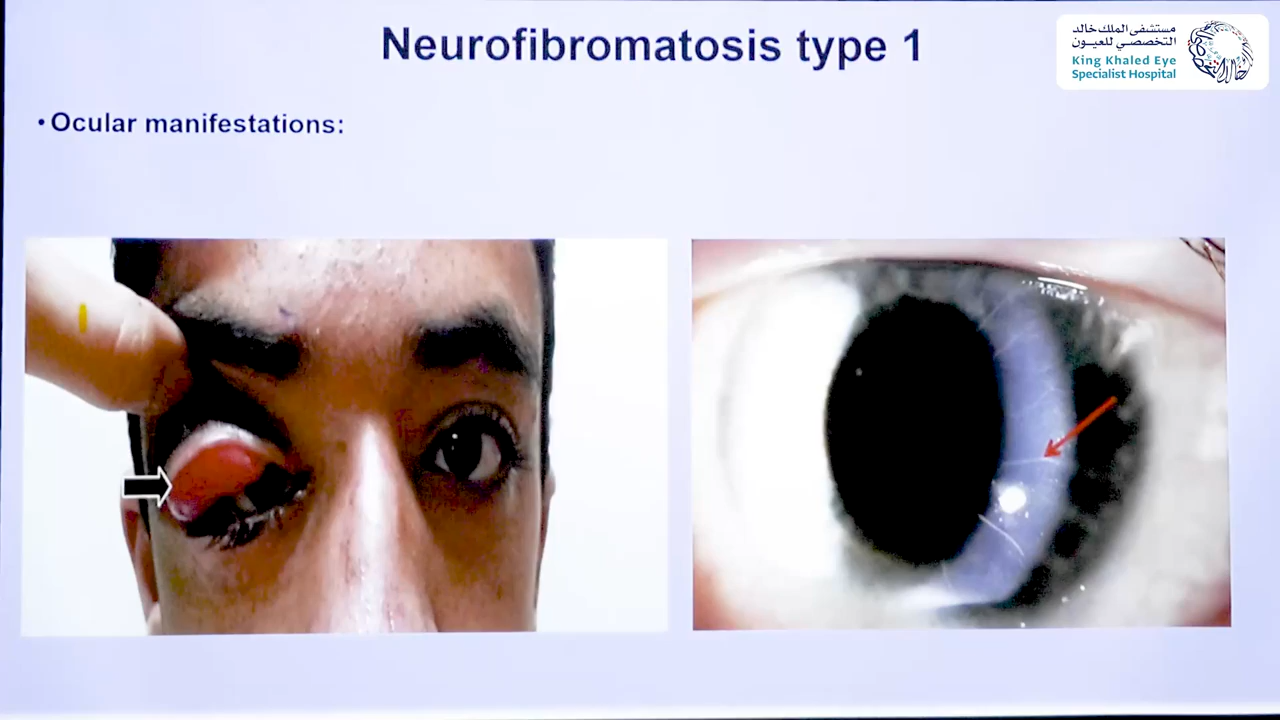 Neurofibromatosis type 1
مستشفى الملك خالد
التخصصي للعيون
King Khaled Eye
Specialist Hospital
• Ocular manifestations: